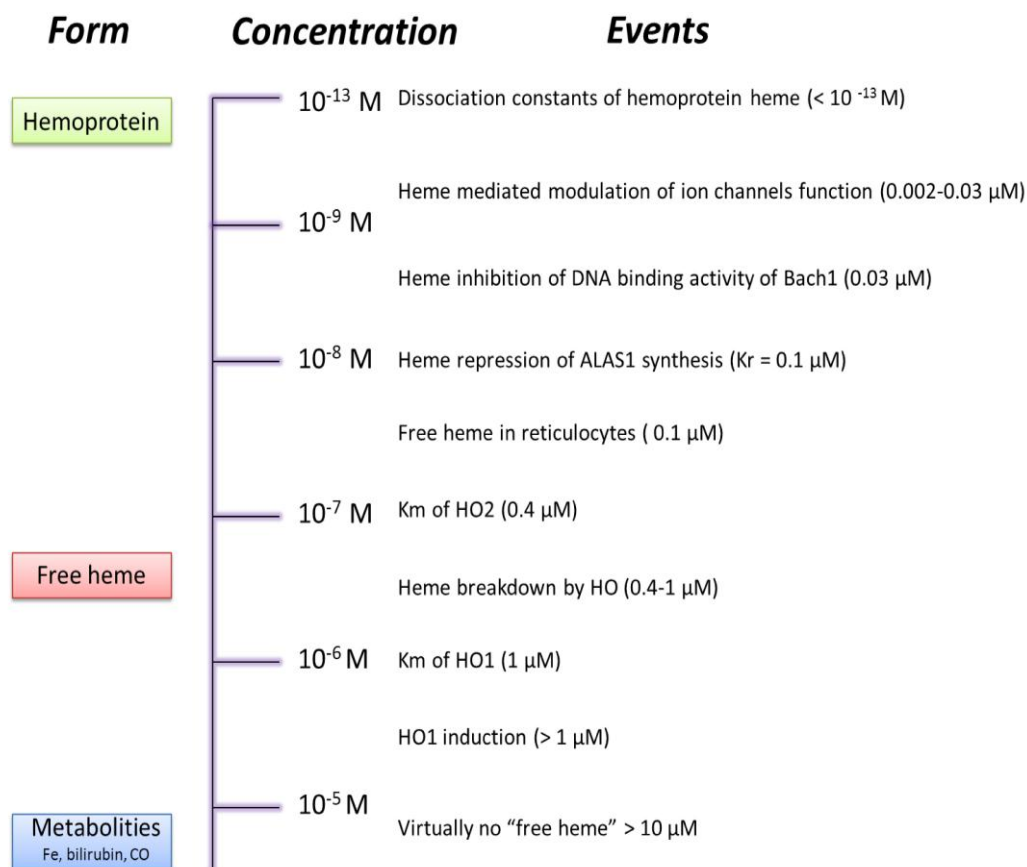 Form Concentration Events
Hemoprotein
10⁻¹³ M Dissociation constants of hemoprotein heme (< 10 ⁻¹³ M)
Heme mediated modulation of ion channels function (0.002-0.03 µM)
10⁻⁹ M
Heme inhibition of DNA binding activity of Bach1 (0.03 µM)
10⁻⁸ M Heme repression of ALAS1 synthesis (Kr = 0.1 µM)
Free heme in reticulocytes ( 0.1 µM)
10⁻⁷ M Km of HO2 (0.4 µM)
Free heme
Heme breakdown by HO (0.4-1 µM)
10⁻⁶ M Km of HO1 (1 µM)
HO1 induction (> 1 µM)
10⁻⁵ M
Metabolities
Fe, bilirubin, CO
Virtually no “free heme” > 10 µM